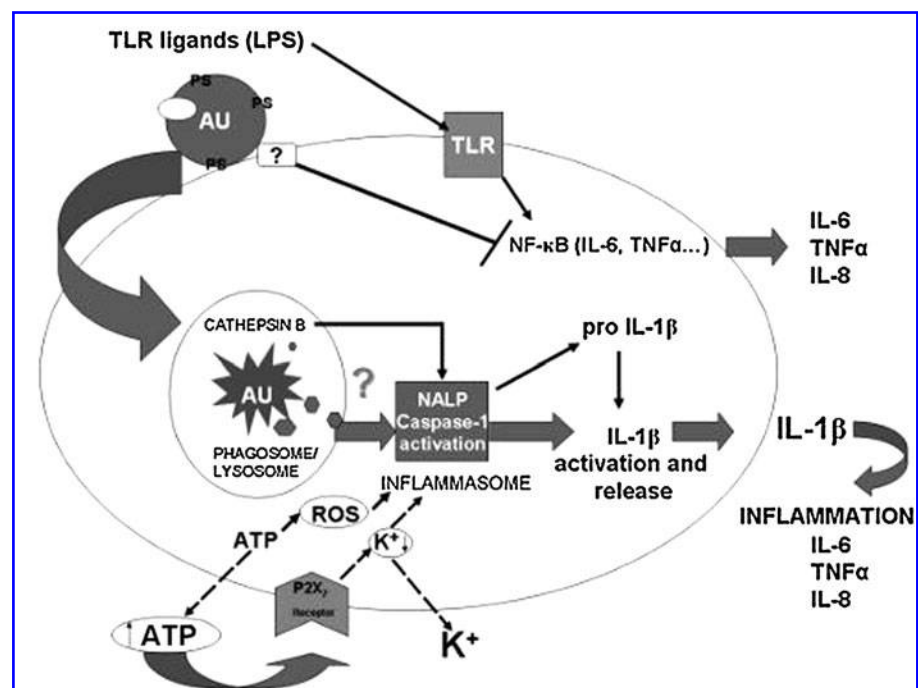 TLR ligands (LPS)
PS
PS
AU
PS
?
TLR
NF-κB (IL-6, TNFα...)
IL-6
TNFα
IL-8
CATHEPSIN B
AU
PHAGOSOME/
LYSOSOME
?
NALP
Caspase-1
activation
INFLAMMASOME
pro IL-1β
IL-1β
activation and
release
IL-1β
INFLAMMATION
IL-6
TNFα
IL-8
ROS
ATP
K⁺
P2X₇
Receptor
ATP
K⁺